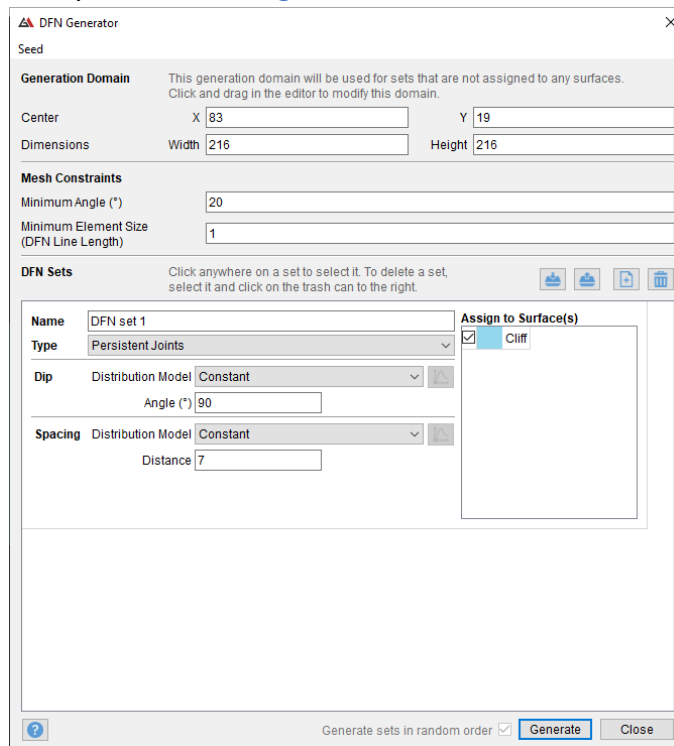 DFN Generator
Seed
Generation Domain This generation domain will be used for sets that are not assigned to any surfaces.
Click and drag in the editor to modify this domain.
Center X 83 Y 19
Dimensions Width 216 Height 216
Mesh Constraints
Minimum Angle (°) 20
Minimum Element Size
(DFN Line Length) 1
DFN Sets Click anywhere on a set to select it. To delete a set,
select it and click on the trash can to the right.
Name DFN set 1 Assign to Surface(s)
Type Persistent Joints Cliff
Dip Distribution Model Constant
Angle (°) 90
Spacing Distribution Model Constant
Distance 7
Generate sets in random order Generate Close